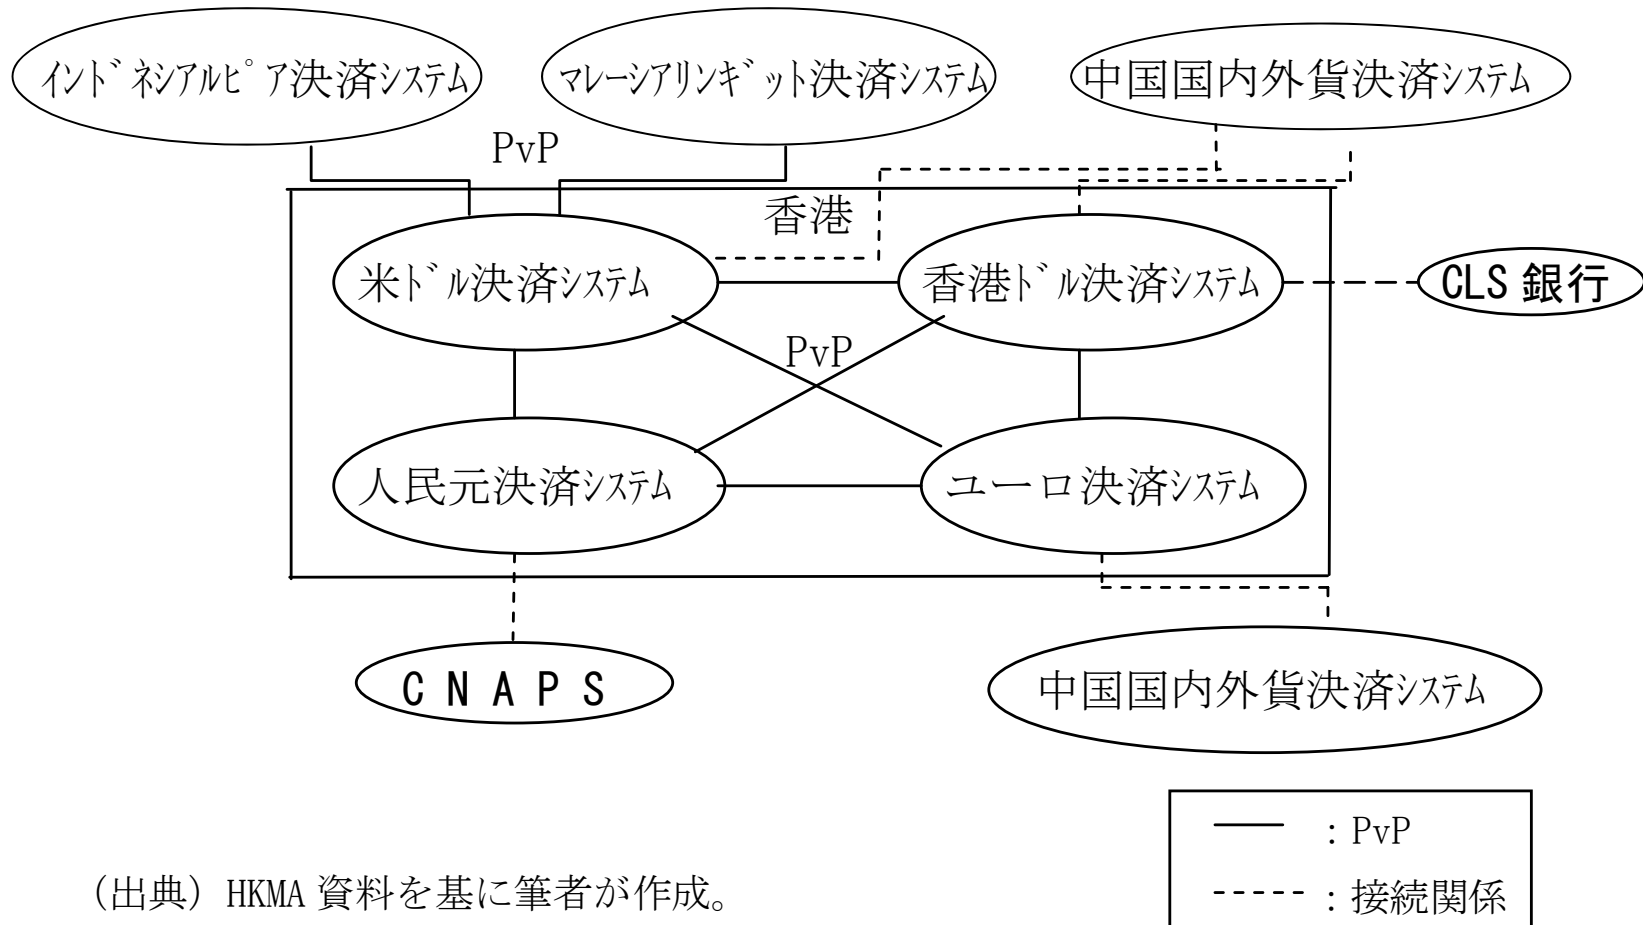 インドネシアルピア決済システム
マレーシアリンギット決済システム
中国国内外貨決済システム
PvP
香港
米ドル決済システム
香港ドル決済システム
CLS 銀行
PvP
人民元決済システム
ユーロ決済システム
CNAPS
中国国内外貨決済システム
: PvP
: 接続関係
(出典) HKMA 資料を基に筆者が作成。